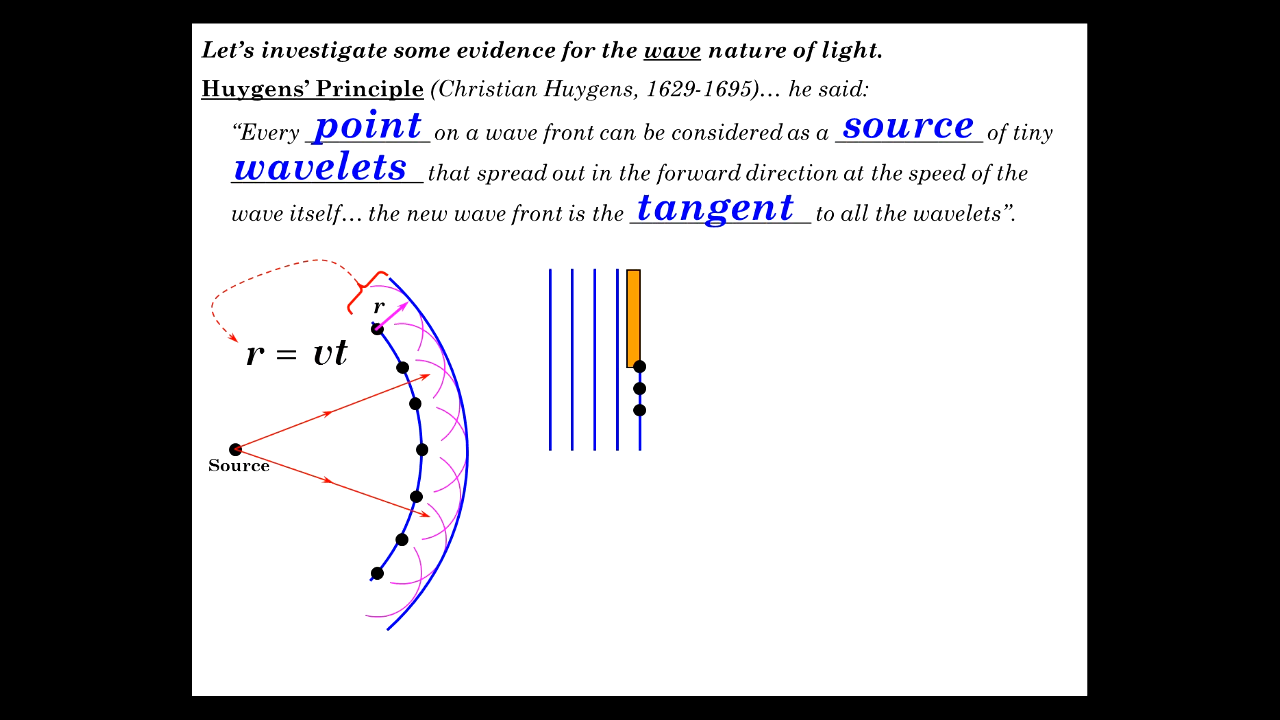 Let's investigate some evidence for the wave nature of light.
Huygens' Principle (Christian Huygens, 1629-1695)... he said:
“Every point on a wave front can be considered as a source of tiny
wavelets that spread out in the forward direction at the speed of the
wave itself... the new wave front is the tangent to all the wavelets”.
r
r = vt
Source